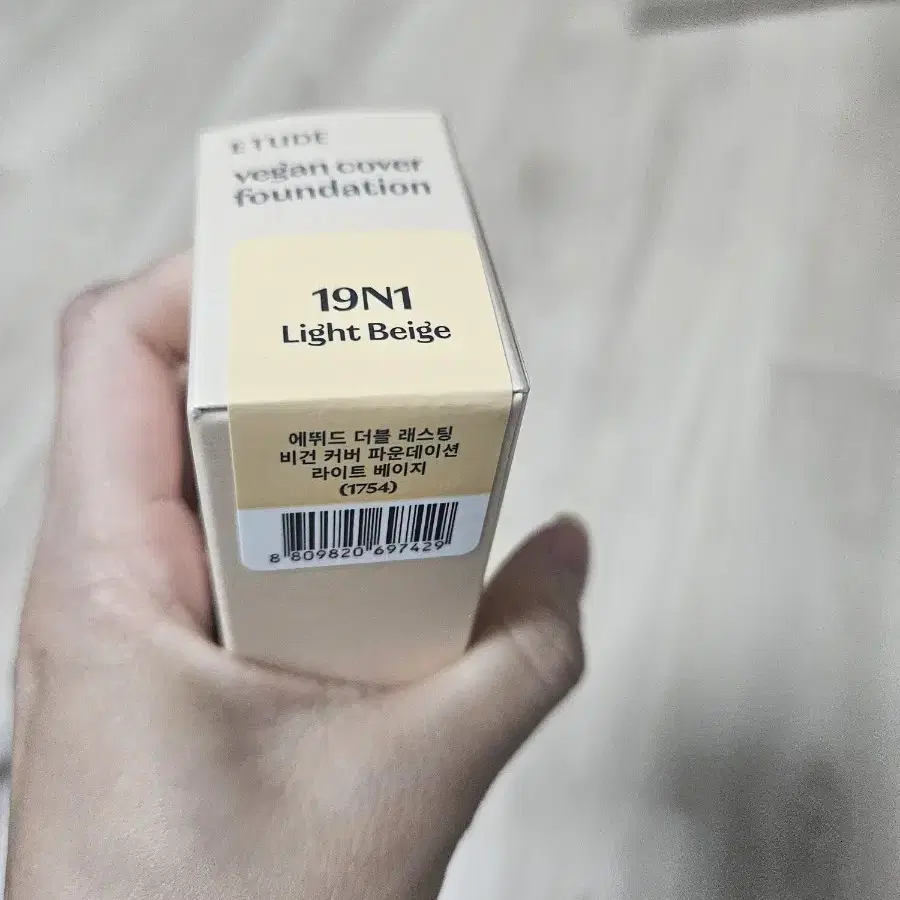 ETUDE
vegan cover
foundation
19N1
Light Beige
에뛰드 더블 래스팅
비건 커버 파운데이션
라이트 베이지
(1754)
8 809820 697429